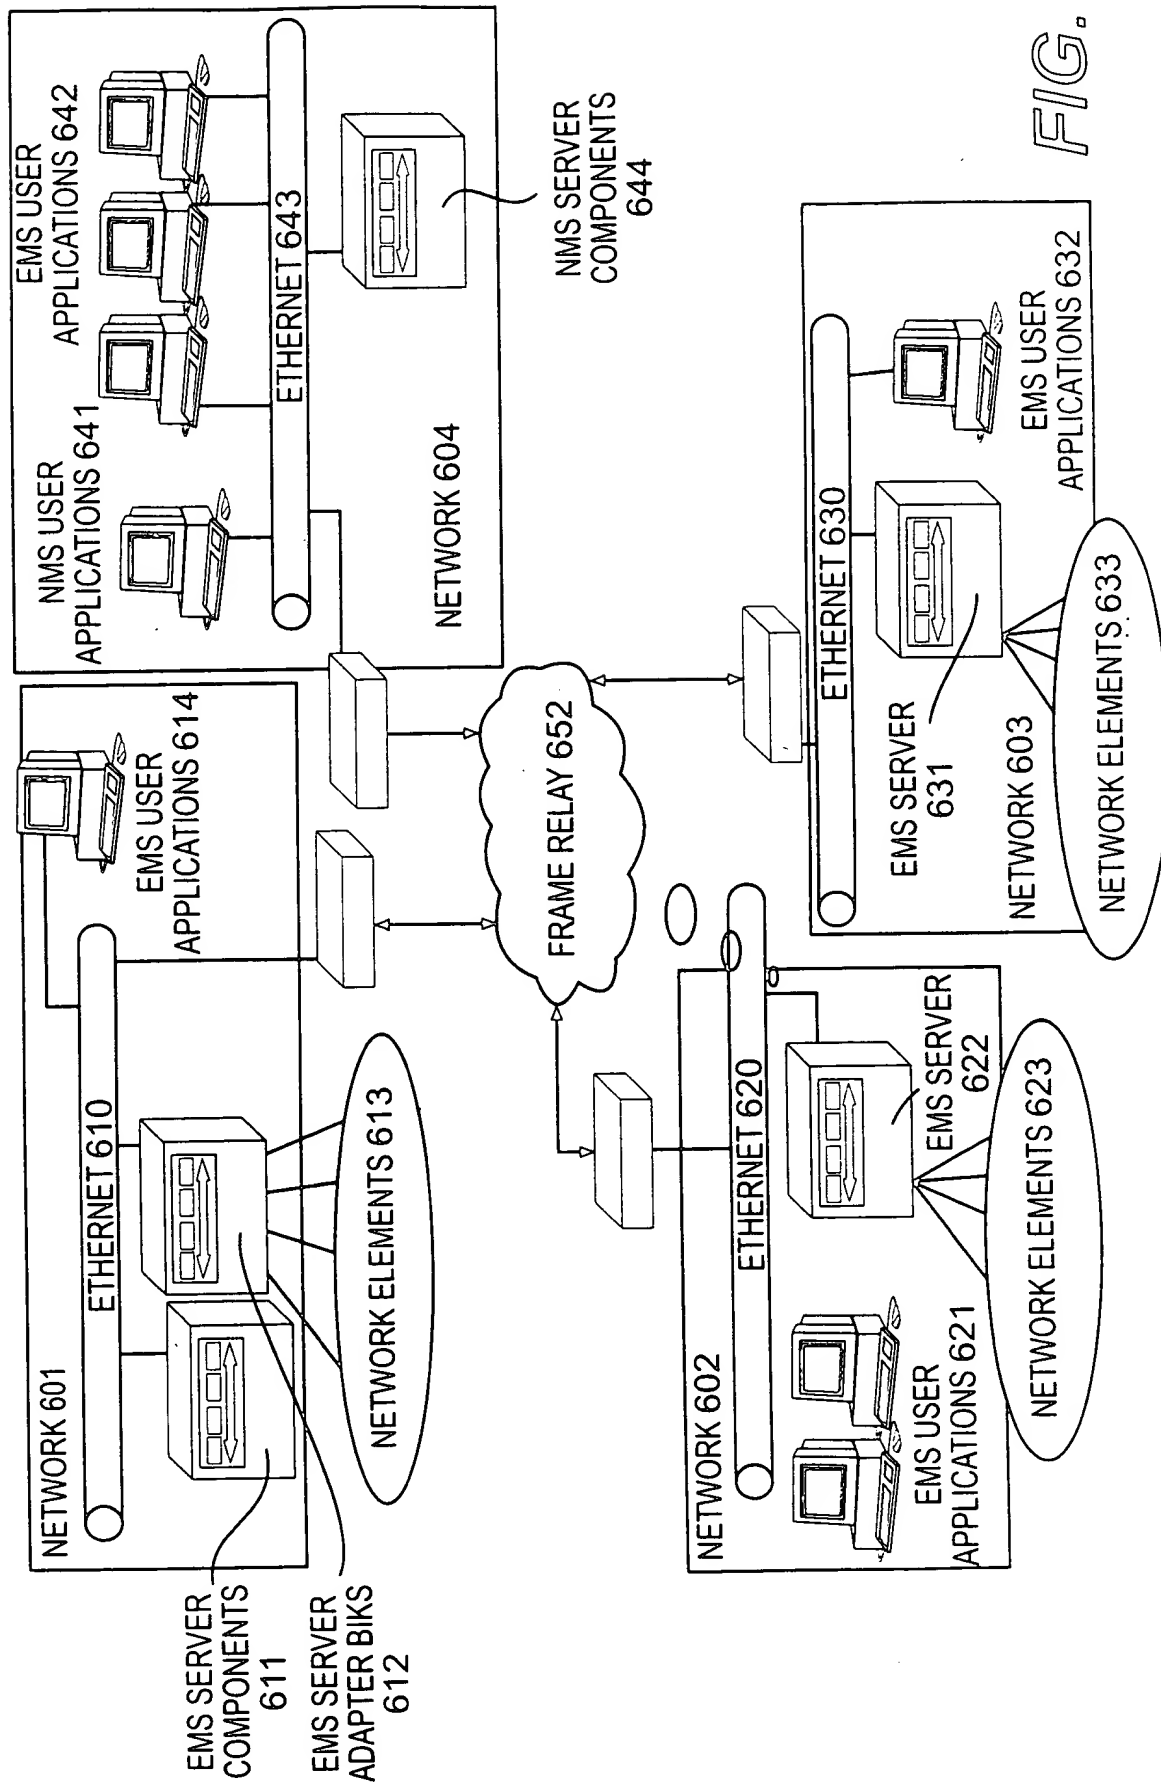 NETWORK 601
ETHERNET 610
EMS SERVER
COMPONENTS
611
EMS SERVER
ADAPTER BIKS
612
NETWORK ELEMENTS 613
EMS USER
APPLICATIONS 614
NMS USER
APPLICATIONS 641
EMS USER
APPLICATIONS 642
ETHERNET 643
NETWORK 604
NMS SERVER
COMPONENTS
644
FRAME RELAY 652
NETWORK 602
ETHERNET 620
EMS USER
APPLICATIONS 621
EMS SERVER
622
NETWORK ELEMENTS 623
ETHERNET 630
EMS SERVER
631
NETWORK 603
EMS USER
APPLICATIONS 632
NETWORK ELEMENTS 633
FIG.